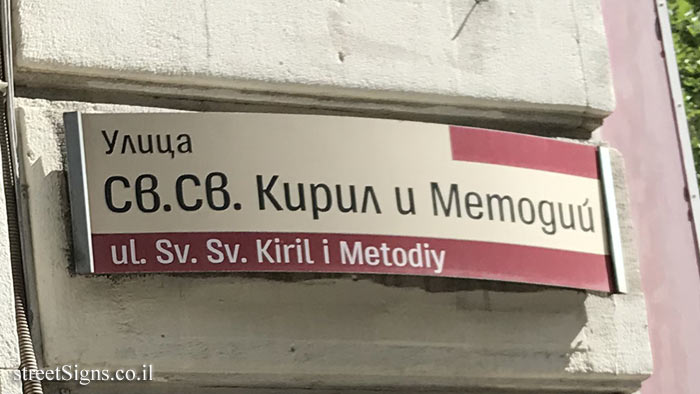 Улица
Св.Св. Кирил и Методий
ul. Sv. Sv. Kiril i Metodiy
streetSigns.co.il